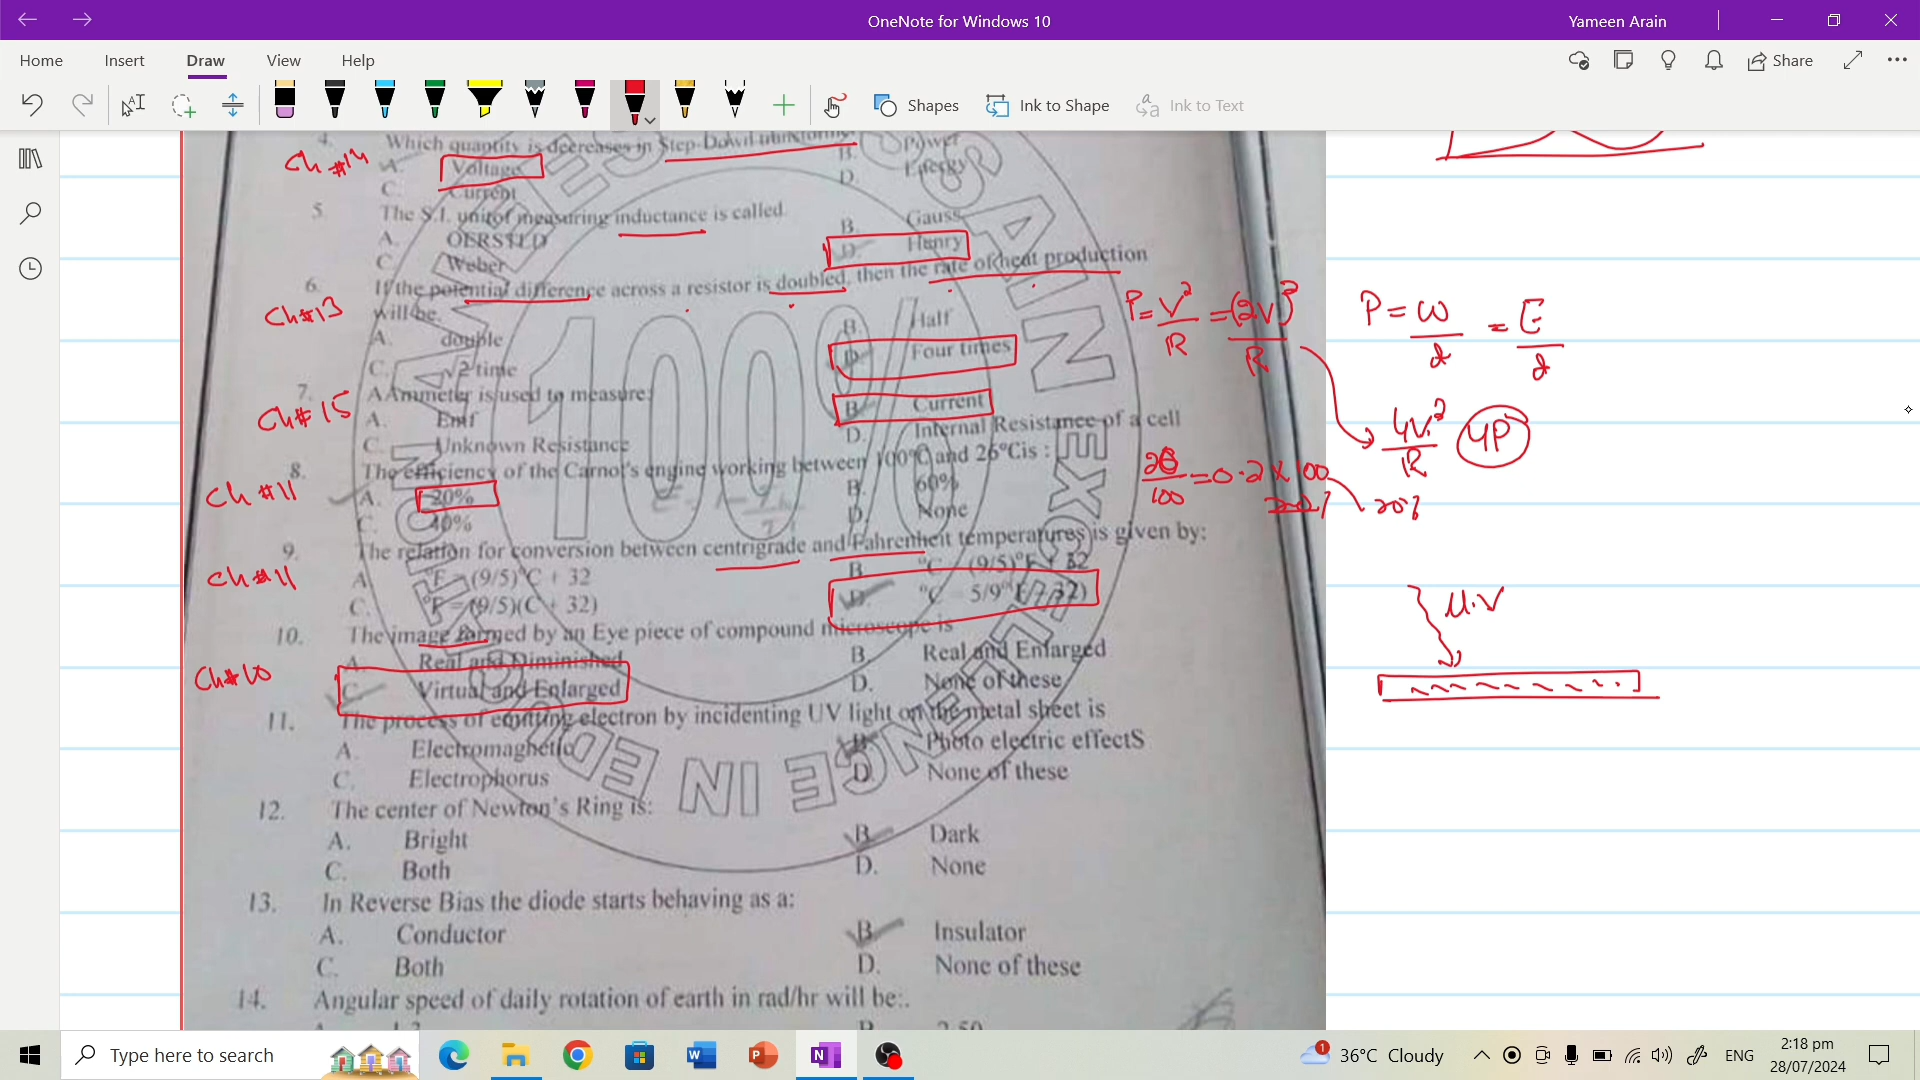 OneNote for Windows 10
Yameen Arain
Home Insert Draw View Help
Share
Shapes Ink to Shape Ink to Text
4. Which quaptity is decreases in Step-Down
Ch #14
A. Voltage B. Power
C. Current D. Energy
5. The S.I. unitof measuring inductance is called
A. OERSTED B. Gauss
C. Weber D. Henry
6. If the potential difference across a resistor is doubled, then the rate of heat production
Ch #13 will be.
A. double B. Half
C. √2 time D. Four times
P = V² / R = (2V)² / R
P = W / t = E / t
4V² / R 4P
7. A Ammeter is used to measure:
Ch # 15
A. Emf B. Current
C. Unknown Resistance D. Internal Resistance of a cell
8. The efficiency of the Carnot's engine working between 100°C and 26°C is :
Ch #11
A. 20% B. 60%
C. 40% D. None
100 = 0.2 × 100
20% 20%
9. The relation for conversion between centrigrade and Fahrenheit temperatures is given by:
Ch #11
A. °F (9/5)°C + 32 B. °C (9/5)°F + 32
C. °F = (9/5)(C + 32) D. °C 5/9
10. The image formed by an Eye piece of compound microscope is
Ch #10
A. Real and Diminished B. Real and Enlarged
C. Virtual and Enlarged D. None of these
U.V
11. The process of emitting electron by incidenting UV light on the metal sheet is
A. Electromaghetic B. Photo electric effectS
C. Electrophorus D. None of these
12. The center of Newton's Ring is:
A. Bright B. Dark
C. Both D. None
13. In Reverse Bias the diode starts behaving as a:
A. Conductor B. Insulator
C. Both D. None of these
14. Angular speed of daily rotation of earth in rad/hr will be:.
100%
EXCELLENCE IN EDU
Type here to search
36°C Cloudy
ENG
2:18 pm
28/07/2024